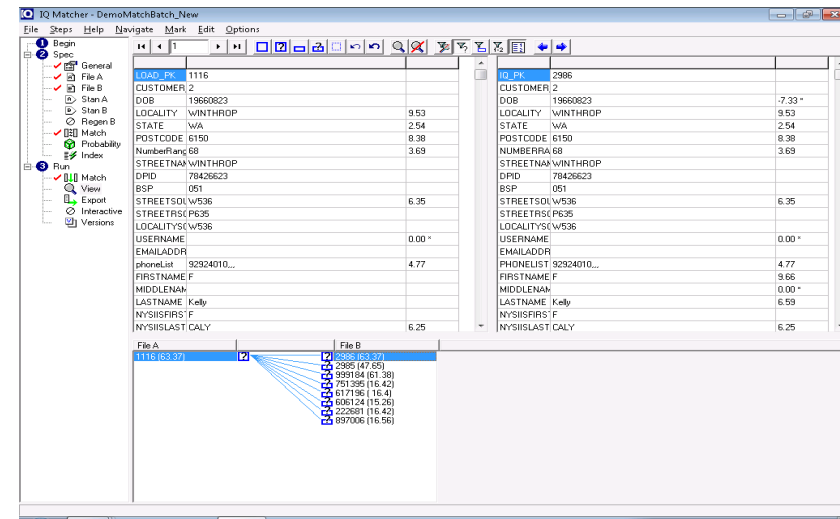 IQ Matcher - DemoMatchBatch_New
File Steps Help Navigate Mark Edit Options
1 Begin
2 Spec
General
File A
File B
Stan A
Stan B
Regen B
Match
Probability
Index
3 Run
Match
View
Export
Interactive
Versions
1
LOAD_PK 1116
CUSTOMER 2
DOB 19660823
LOCALITY WINTHROP 9.53
STATE WA 2.54
POSTCODE 6150 8.38
NumberRang 68 3.69
STREETNAM WINTHROP
DPID 78426623
BSP 051
STREETSOU W536 6.35
STREETRSO P635
LOCALITYSO W536
USERNAME 0.00 *
EMAILADDR
phoneList 92924010,,, 4.77
FIRSTNAME F
MIDDLENAM
LASTNAME Kelly
NYSIISFIRST F
NYSIISLAST CALY 6.25
IQ_PK 2986
CUSTOMER 2
DOB 19660823 -7.33 *
LOCALITY WINTHROP 9.53
STATE WA 2.54
POSTCODE 6150 8.38
NUMBERRA 68 3.69
STREETNAM WINTHROP
DPID 78426623
BSP 051
STREETSOU W536 6.35
STREETRSO P635
LOCALITYSO W536
USERNAME 0.00 *
EMAILADDR
PHONELIST 92924010,,, 4.77
FIRSTNAME F 9.66
MIDDLENAM 0.00 *
LASTNAME Kelly 6.59
NYSIISFIRST F
NYSIISLAST CALY 6.25
File A File B
1116 (63.37) 2986 (63.37)
2985 (47.65)
999184 (61.38)
751395 (16.42)
617196 ( 16.4)
606124 (15.26)
222681 (16.42)
897006 (16.56)